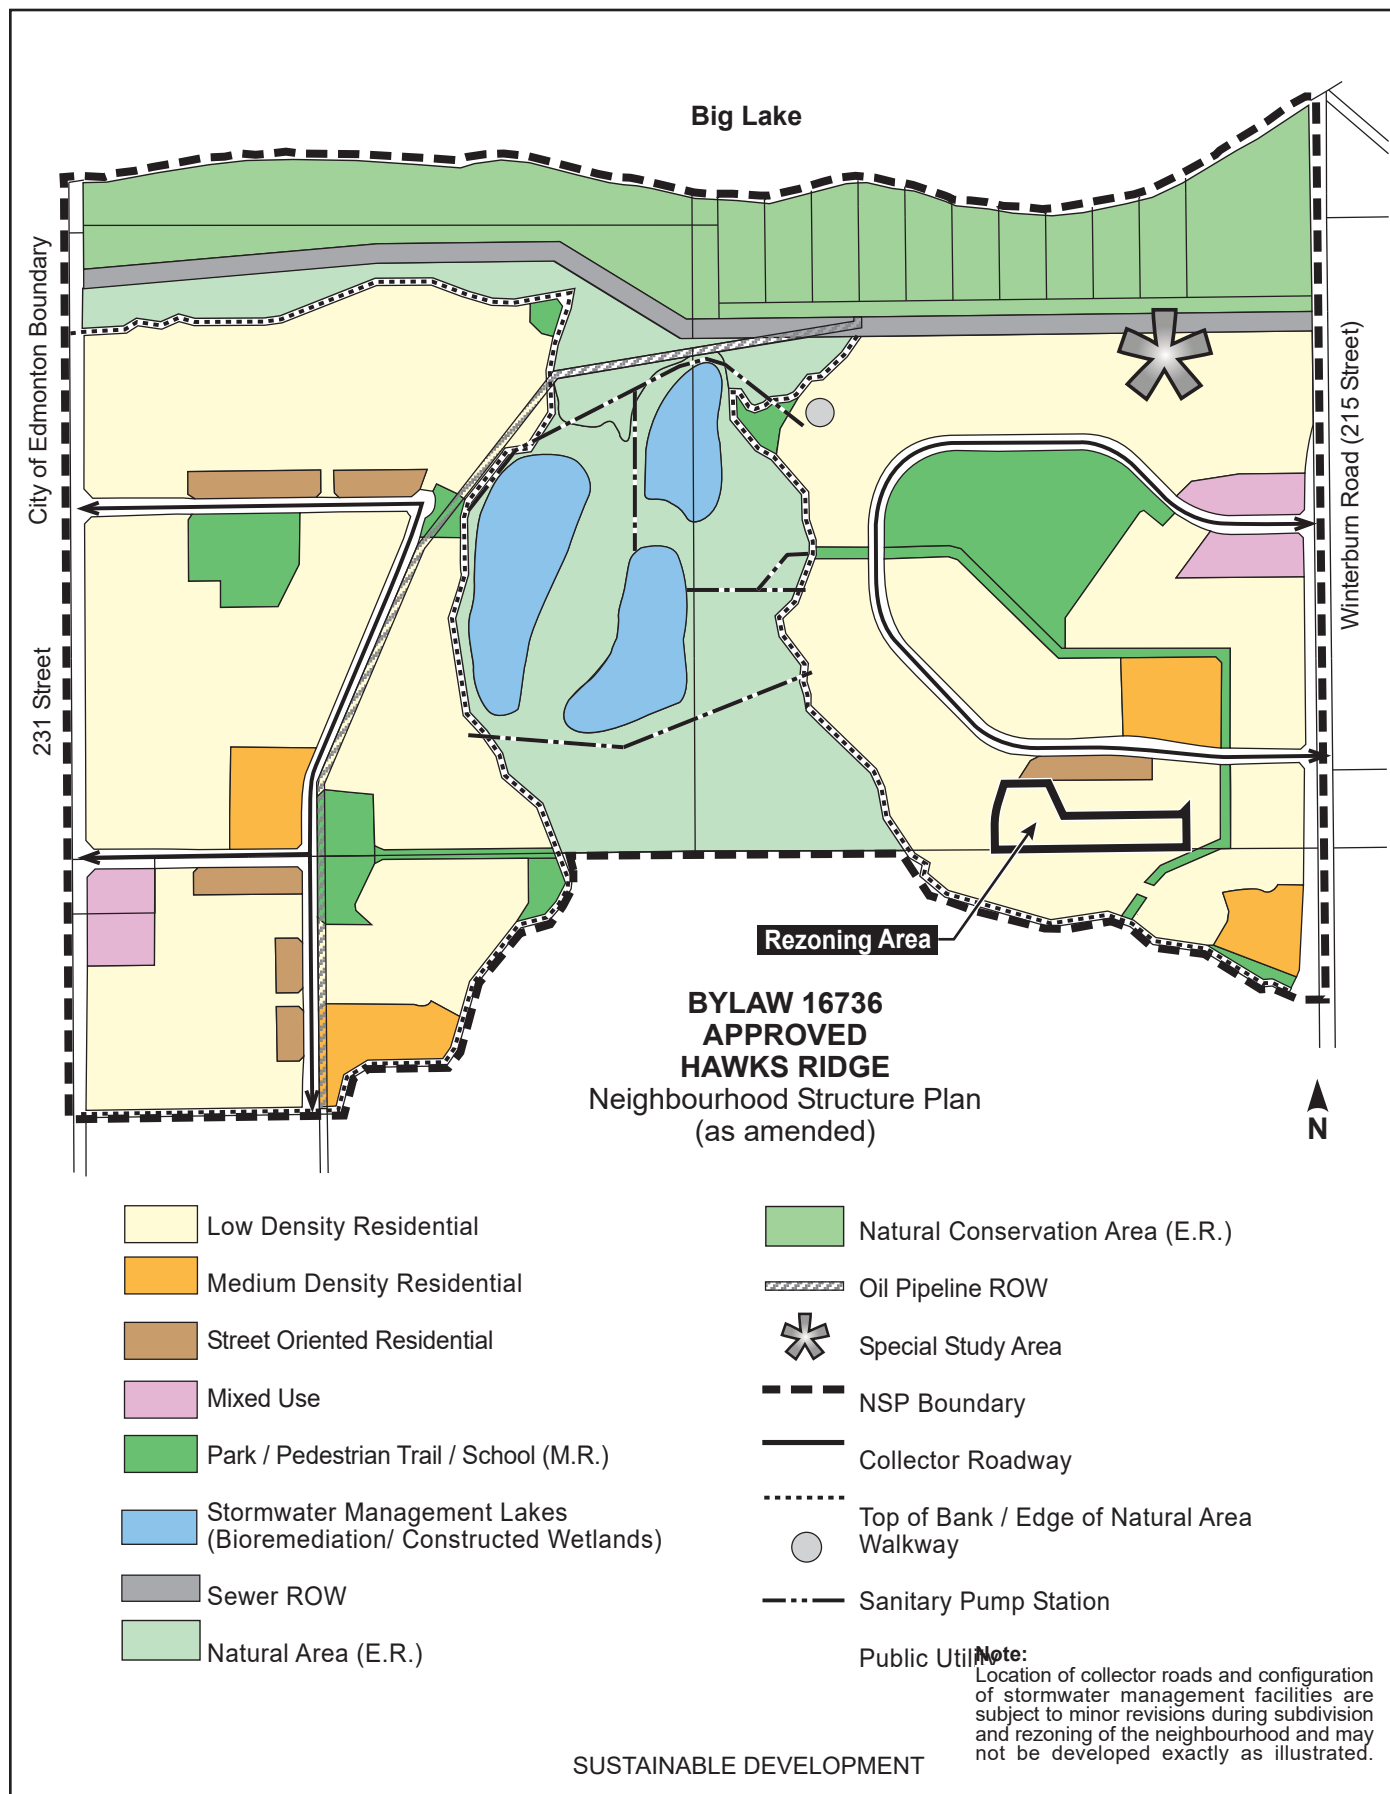 Big Lake
City of Edmonton Boundary
231 Street
Winterburn Road (215 Street)
Rezoning Area
BYLAW 16736
APPROVED
HAWKS RIDGE
Neighbourhood Structure Plan
(as amended)
N
Low Density Residential
Medium Density Residential
Street Oriented Residential
Mixed Use
Park / Pedestrian Trail / School (M.R.)
Stormwater Management Lakes
(Bioremediation/ Constructed Wetlands)
Sewer ROW
Natural Area (E.R.)
Natural Conservation Area (E.R.)
Oil Pipeline ROW
Special Study Area
NSP Boundary
Collector Roadway
Top of Bank / Edge of Natural Area
Walkway
Sanitary Pump Station
Public Utility
Note:
Location of collector roads and configuration
of stormwater management facilities are
subject to minor revisions during subdivision
and rezoning of the neighbourhood and may
not be developed exactly as illustrated.
SUSTAINABLE DEVELOPMENT